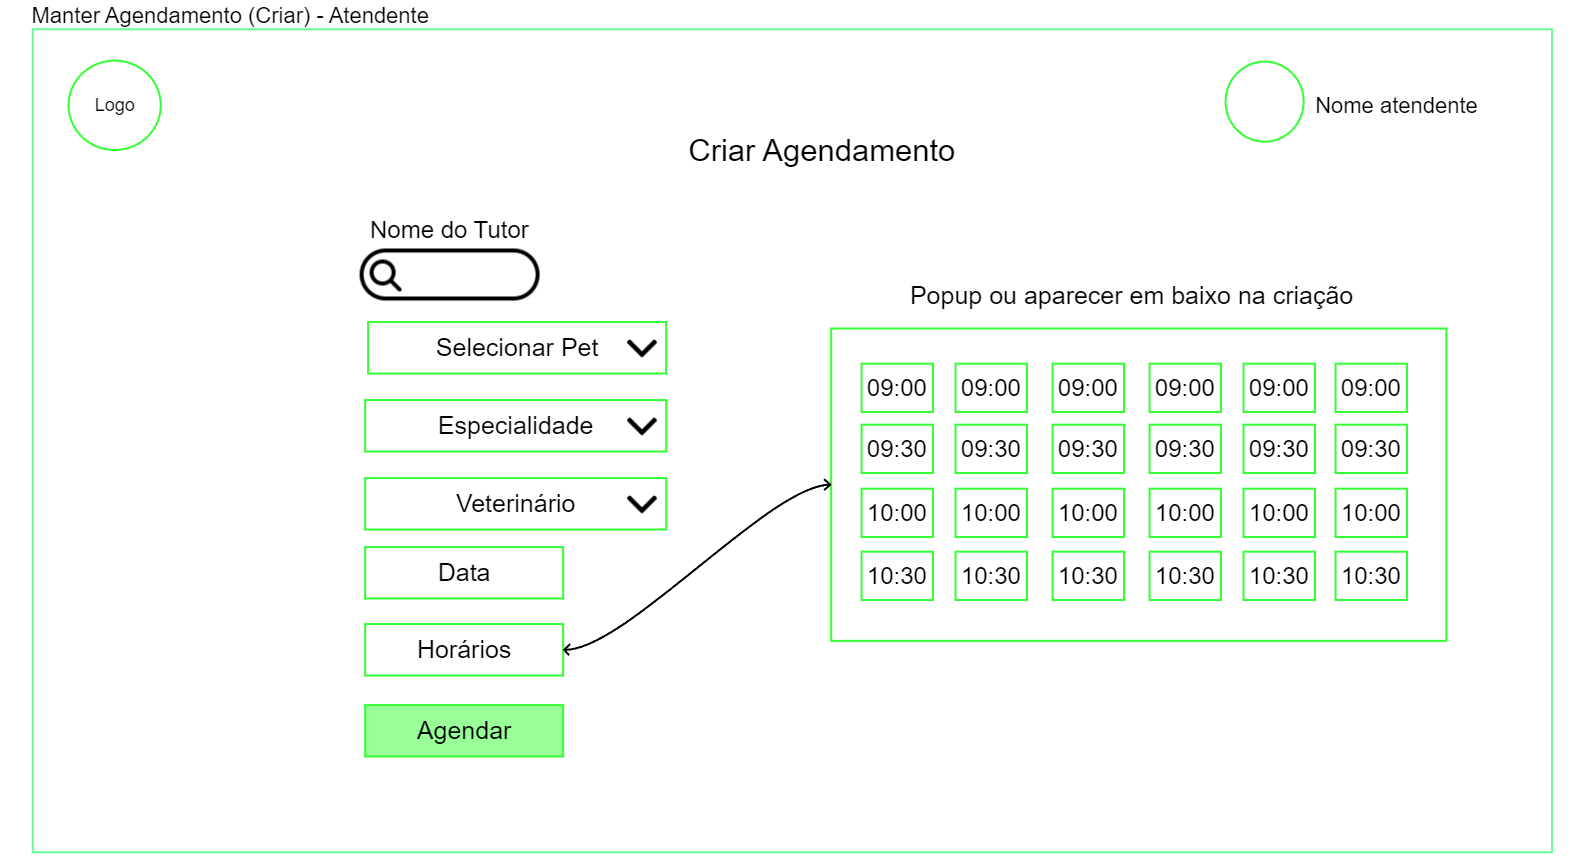 Manter Agendamento (Criar) - Atendente
Logo
Nome atendente
Criar Agendamento
Nome do Tutor
Selecionar Pet
Especialidade
Veterinário
Data
Horários
Agendar
Popup ou aparecer em baixo na criação
09:00 09:00 09:00 09:00 09:00 09:00
09:30 09:30 09:30 09:30 09:30 09:30
10:00 10:00 10:00 10:00 10:00 10:00
10:30 10:30 10:30 10:30 10:30 10:30